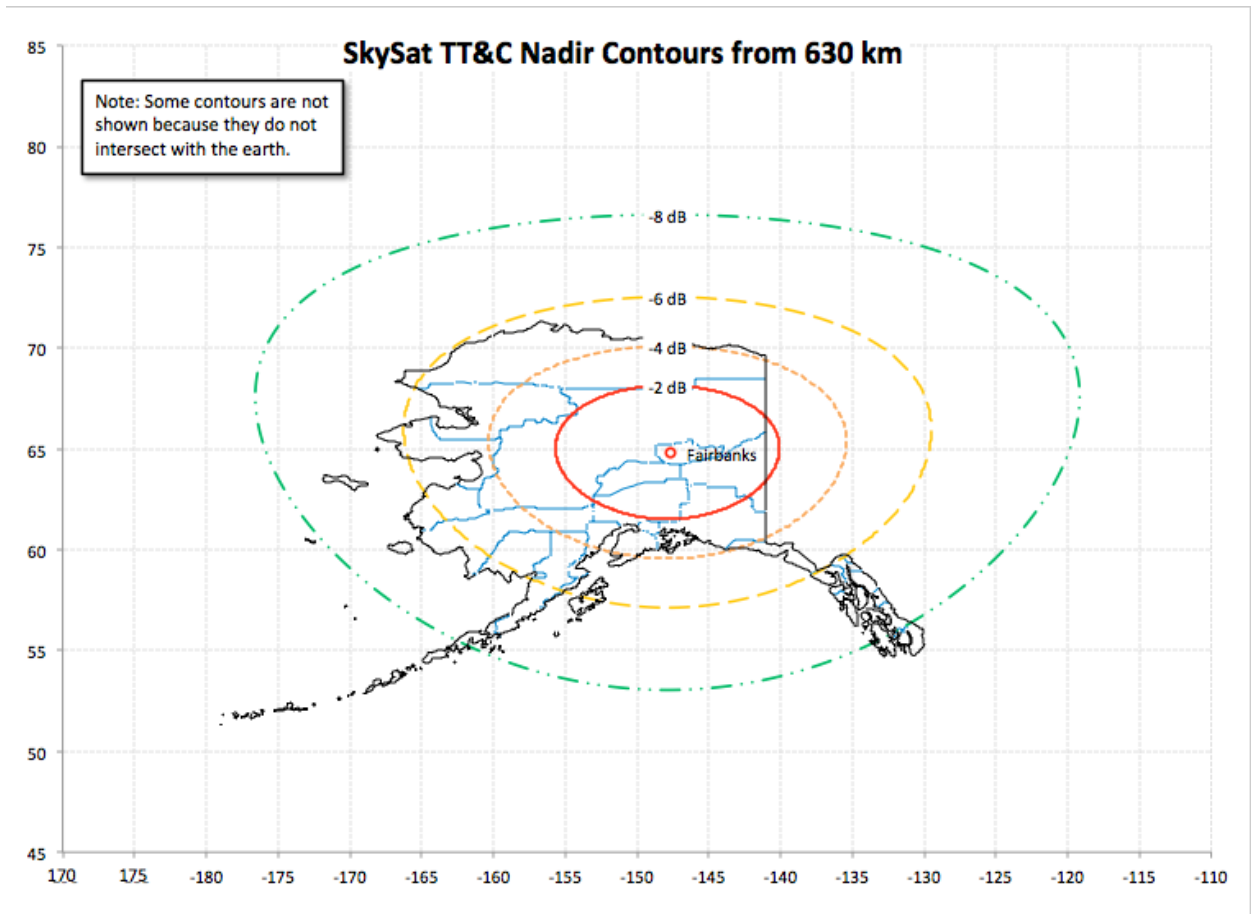 SkySat TT&C Nadir Contours from 630 km
Note: Some contours are not
shown because they do not
intersect with the earth.
85
80
75
70
65
60
55
50
45
-8 dB
-6 dB
-4 dB
-2 dB
Fairbanks
170 175 -180 -170 -165 -160 -155 -150 -145 -140 -135 -130 -125 -120 -115 -110